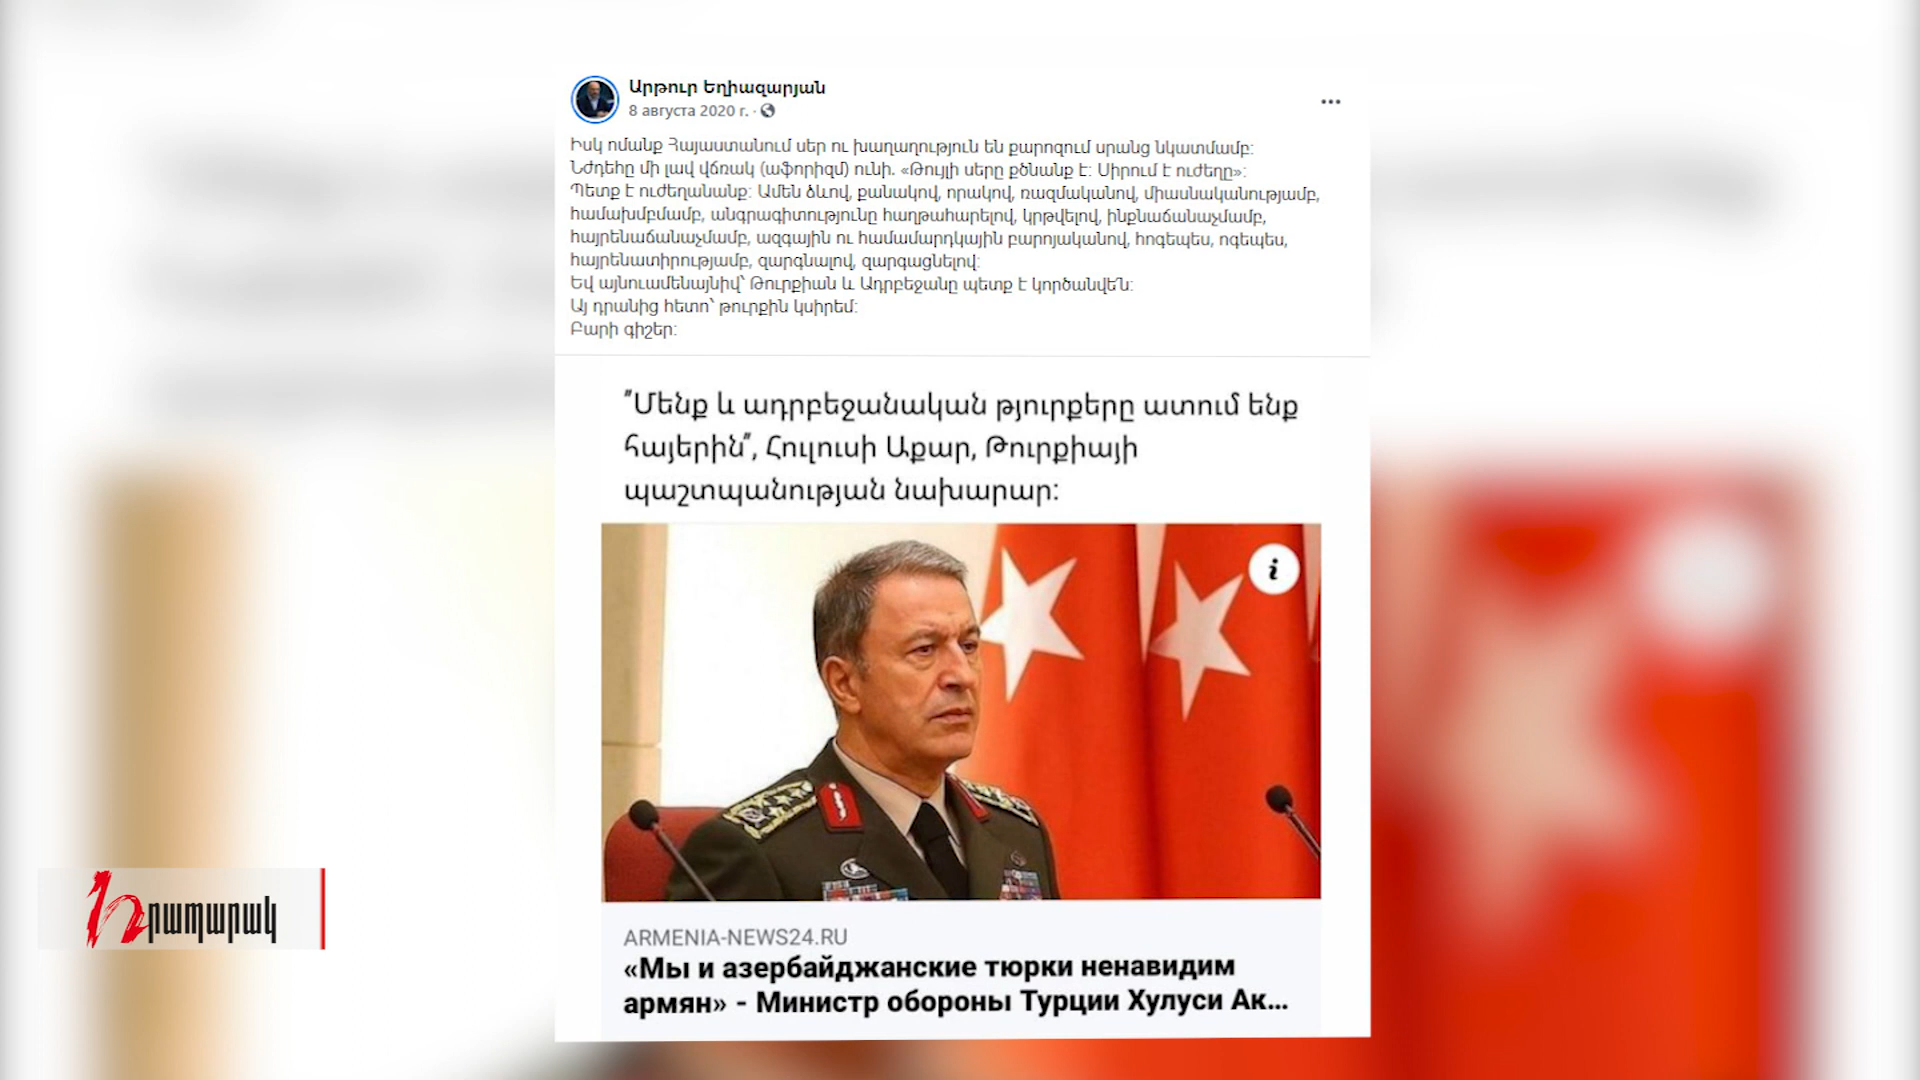 Արթուր Եղիազարյան
8 августа 2020 г. ·
Իսկ ոմանք Հայաստանում սեր ու խաղաղություն են քարոզում սրանց նկատմամբ:
Նժդեհը մի լավ վճռակ (աֆորիզմ) ունի. «Թույլի սերը քծնանք է: Սիրում է ուժեղը»:
Պետք է ուժեղանանք: Ամեն ձևով, քանակով, որակով, ռազմականով, միասնականությամբ,
համախմբմամբ, անգրագիտությունը հաղթահարելով, կրթվելով, ինքնաճանաչմամբ,
հայրենաճանաչմամբ, ազգային ու համամարդկային բարոյականով, հոգեպես, ոգեպես,
հայրենատիրությամբ, զարգնալով, զարգացնելով:
Եվ այնուամենայնիվ՝ Թուրքիան և Ադրբեջանը պետք է կործանվե՛ն:
Այ դրանից հետո՝ թուրքին կսիրեմ:
Բարի գիշեր:
"Մենք և ադրբեջանական թյուրքերը ատում ենք
հայերին", Հուլուսի Աքար, Թուրքիայի
պաշտպանության նախարար:
i
ARMENIA-NEWS24.RU
«Мы и азербайджанские тюрки ненавидим
армян» - Министр обороны Турции Хулуси Ак...
Հրապարակ